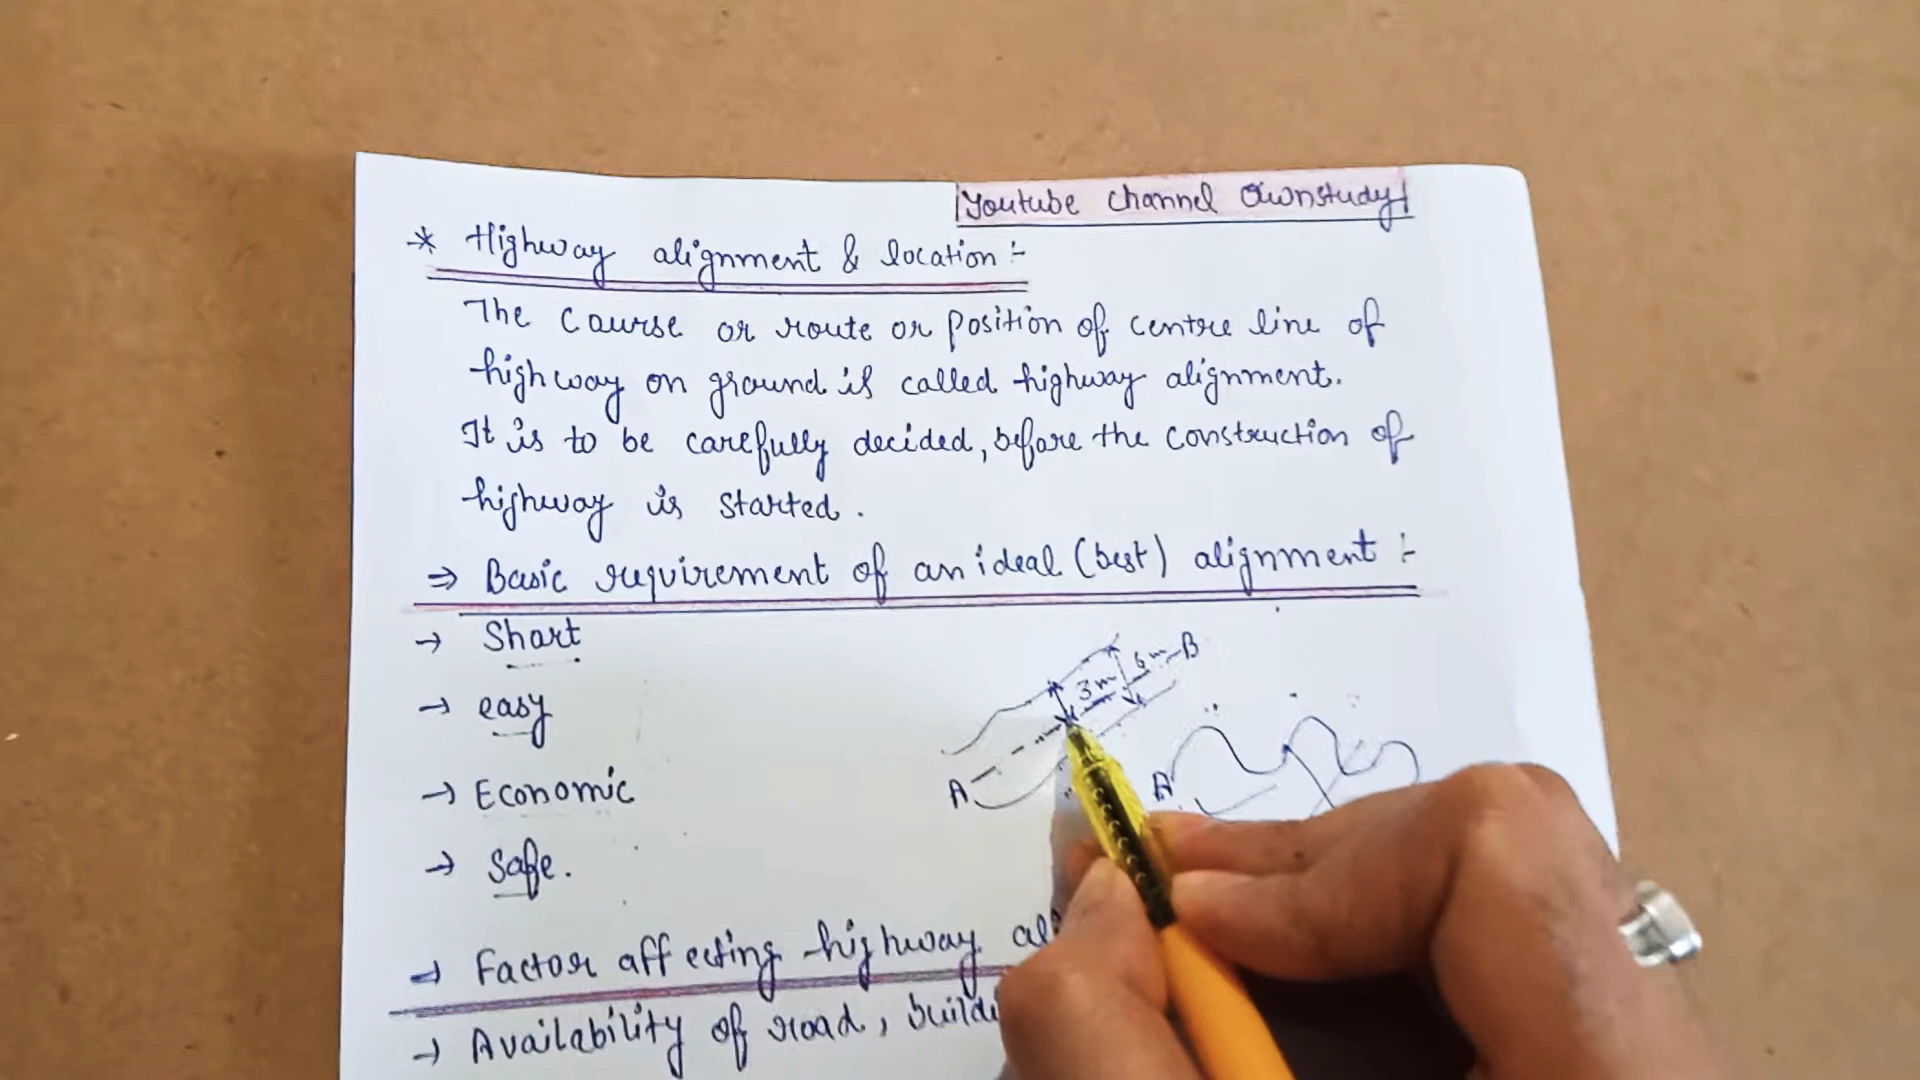 Youtube channel Ownstudy
* Highway alignment & location :-
The course or route or position of centre line of
highway on ground is called highway alignment.
It is to be carefully decided, before the construction of
highway is started.
⇒ Basic requirement of an ideal (best) alignment :-
→ Short
→ easy
→ Economic
→ Safe.
6m B
3m
A
A
→ Factor affecting highway al
→ Availability of road, buildi